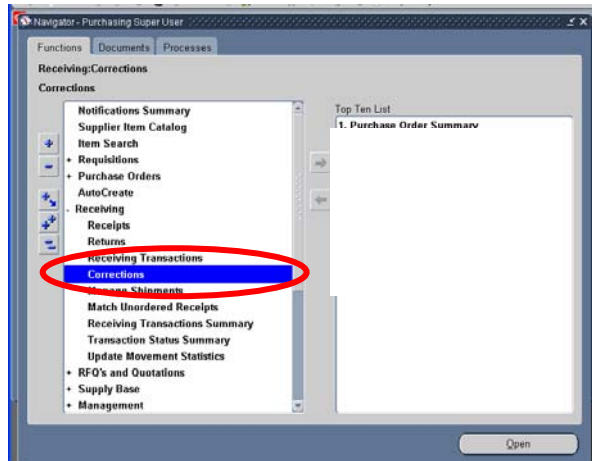 Navigator - Purchasing Super User
Functions Documents Processes
Receiving:Corrections
Corrections
Notifications Summary
Supplier Item Catalog
Item Search
+ Requisitions
+ Purchase Orders
AutoCreate
- Receiving
Receipts
Returns
Receiving Transactions
Corrections
Manage Shipments
Match Unordered Receipts
Receiving Transactions Summary
Transaction Status Summary
Update Movement Statistics
+ RFQ's and Quotations
+ Supply Base
+ Management
Top Ten List
1. Purchase Order Summary
Open